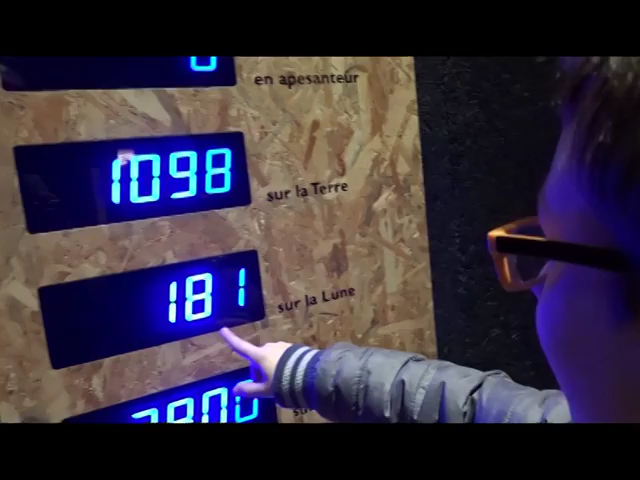 0
en apesanteur
1098
sur la Terre
181
sur la Lune